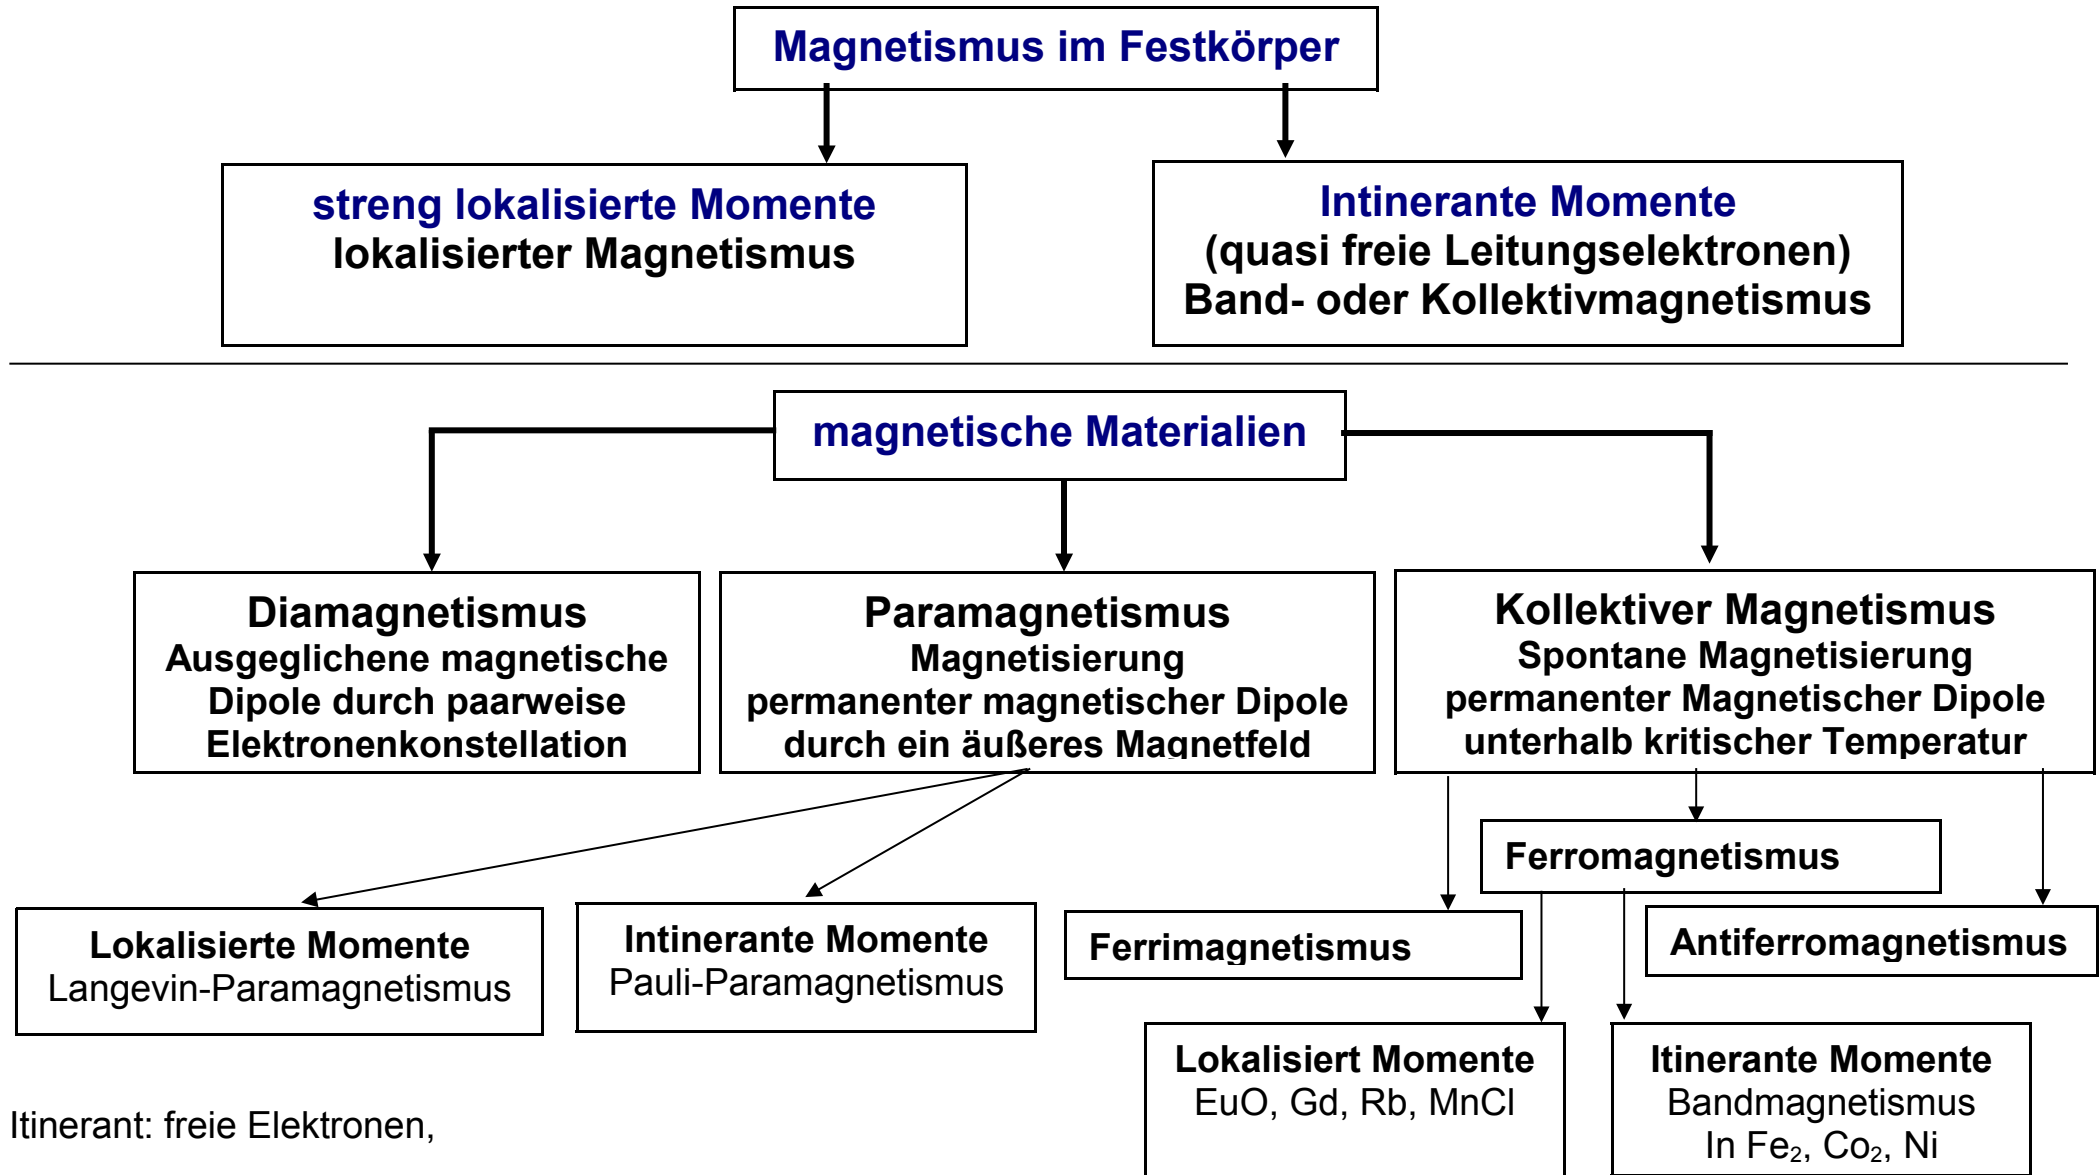 Magnetismus im Festkörper
streng lokalisierte Momente
lokalisierter Magnetismus
Intinerante Momente
(quasi freie Leitungselektronen)
Band- oder Kollektivmagnetismus
magnetische Materialien
Diamagnetismus
Ausgeglichene magnetische
Dipole durch paarweise
Elektronenkonstellation
Paramagnetismus
Magnetisierung
permanenter magnetischer Dipole
durch ein äußeres Magnetfeld
Kollektiver Magnetismus
Spontane Magnetisierung
permanenter Magnetischer Dipole
unterhalb kritischer Temperatur
Ferromagnetismus
Lokalisierte Momente
Langevin-Paramagnetismus
Intinerante Momente
Pauli-Paramagnetismus
Ferrimagnetismus
Antiferromagnetismus
Lokalisiert Momente
EuO, Gd, Rb, MnCl
Itinerante Momente
Bandmagnetismus
In Fe₂, Co₂, Ni
Itinerant: freie Elektronen,